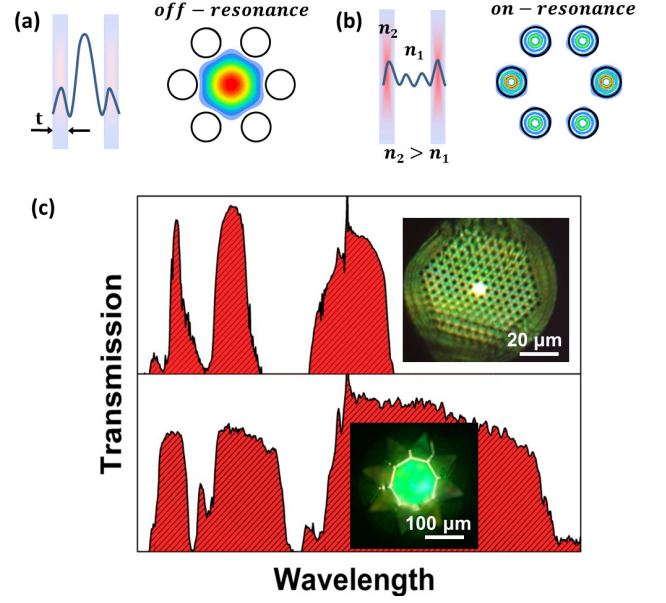 (a)
off − resonance
t
(b)
n₂
n₁
n₂ > n₁
on−resonance
(c)
Transmission
20 µm
100 µm
Wavelength